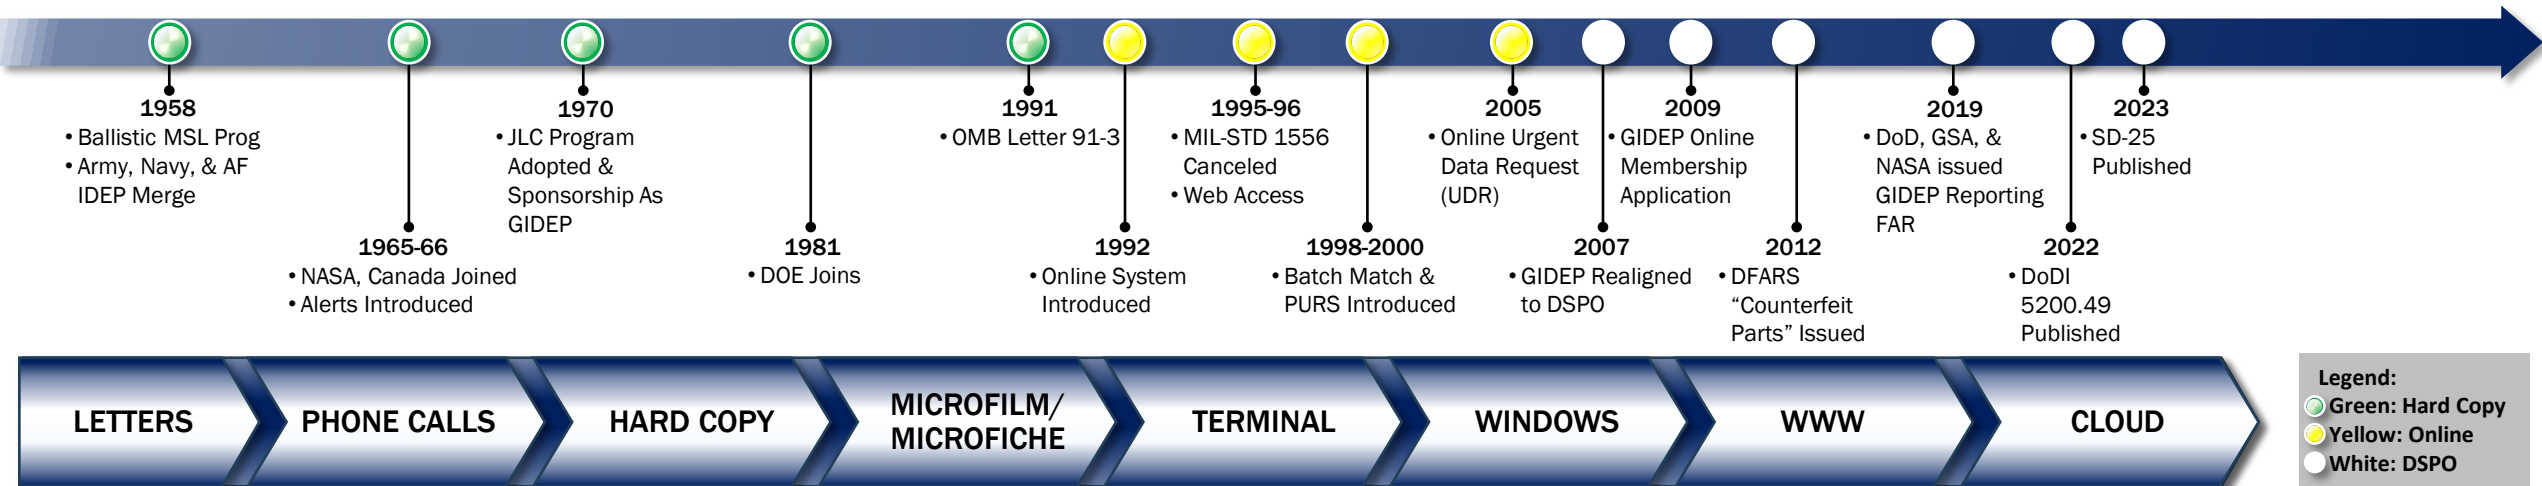 1958
• Ballistic MSL Prog
• Army, Navy, & AF
IDEP Merge
1965-66
• NASA, Canada Joined
• Alerts Introduced
1970
• JLC Program
Adopted &
Sponsorship As
GIDEP
1981
• DOE Joins
1991
• OMB Letter 91-3
1992
• Online System
Introduced
1995-96
• MIL-STD 1556
Canceled
• Web Access
1998-2000
• Batch Match &
PURS Introduced
2005
• Online Urgent
Data Request
(UDR)
2007
• GIDEP Realigned
to DSPO
2009
• GIDEP Online
Membership
Application
2012
• DFARS
“Counterfeit
Parts” Issued
2019
• DoD, GSA, &
NASA issued
GIDEP Reporting
FAR
2022
• DoDI
5200.49
Published
2023
• SD-25
Published
LETTERS
PHONE CALLS
HARD COPY
MICROFILM/
MICROFICHE
TERMINAL
WINDOWS
WWW
CLOUD
Legend:
Green: Hard Copy
Yellow: Online
White: DSPO